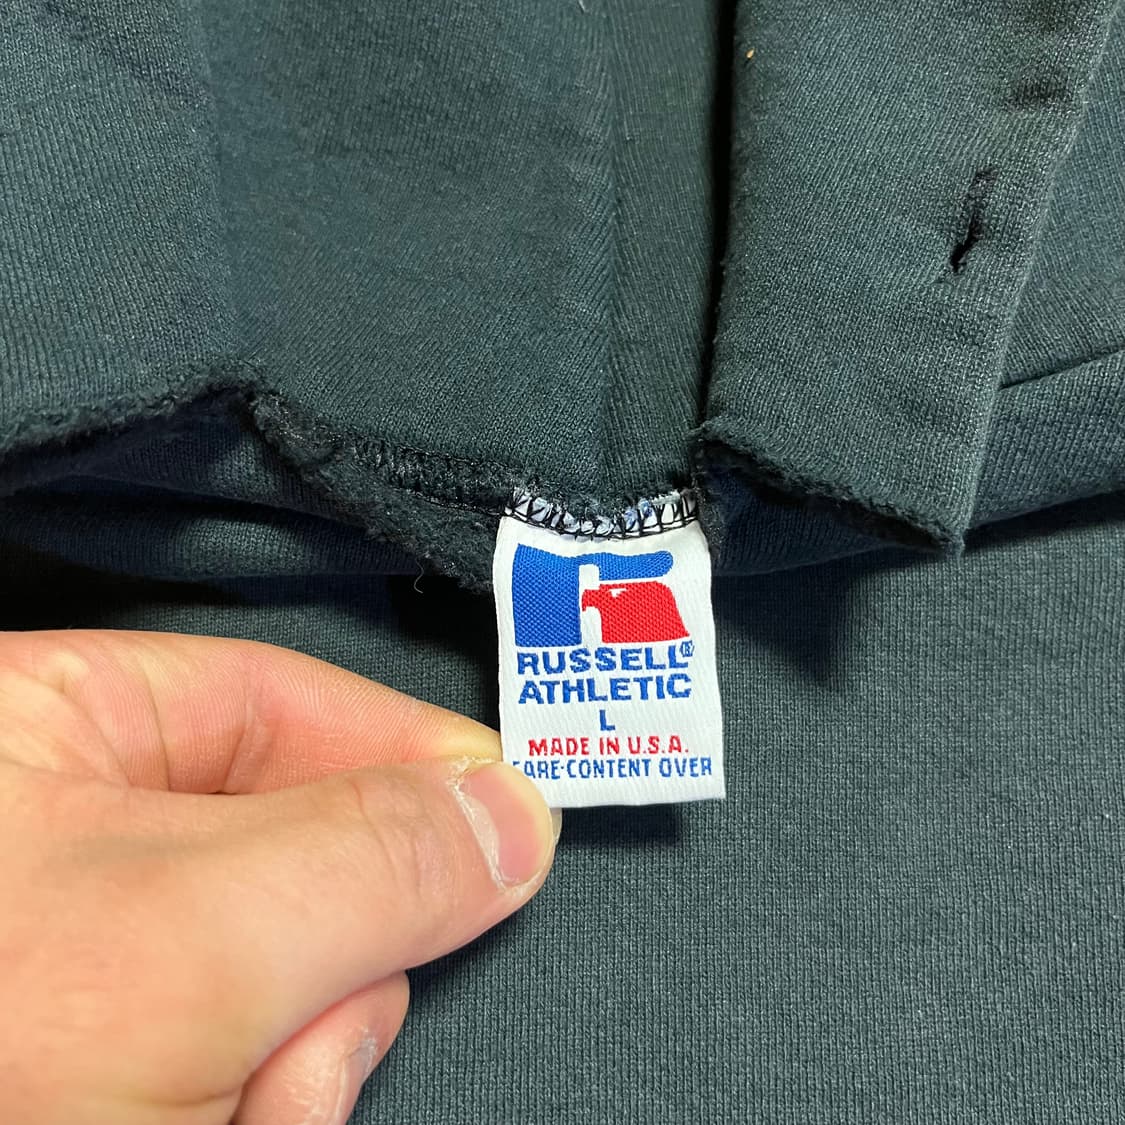 RUSSELL®
ATHLETIC
L
MADE IN U.S.A.
CARE-CONTENT OVER